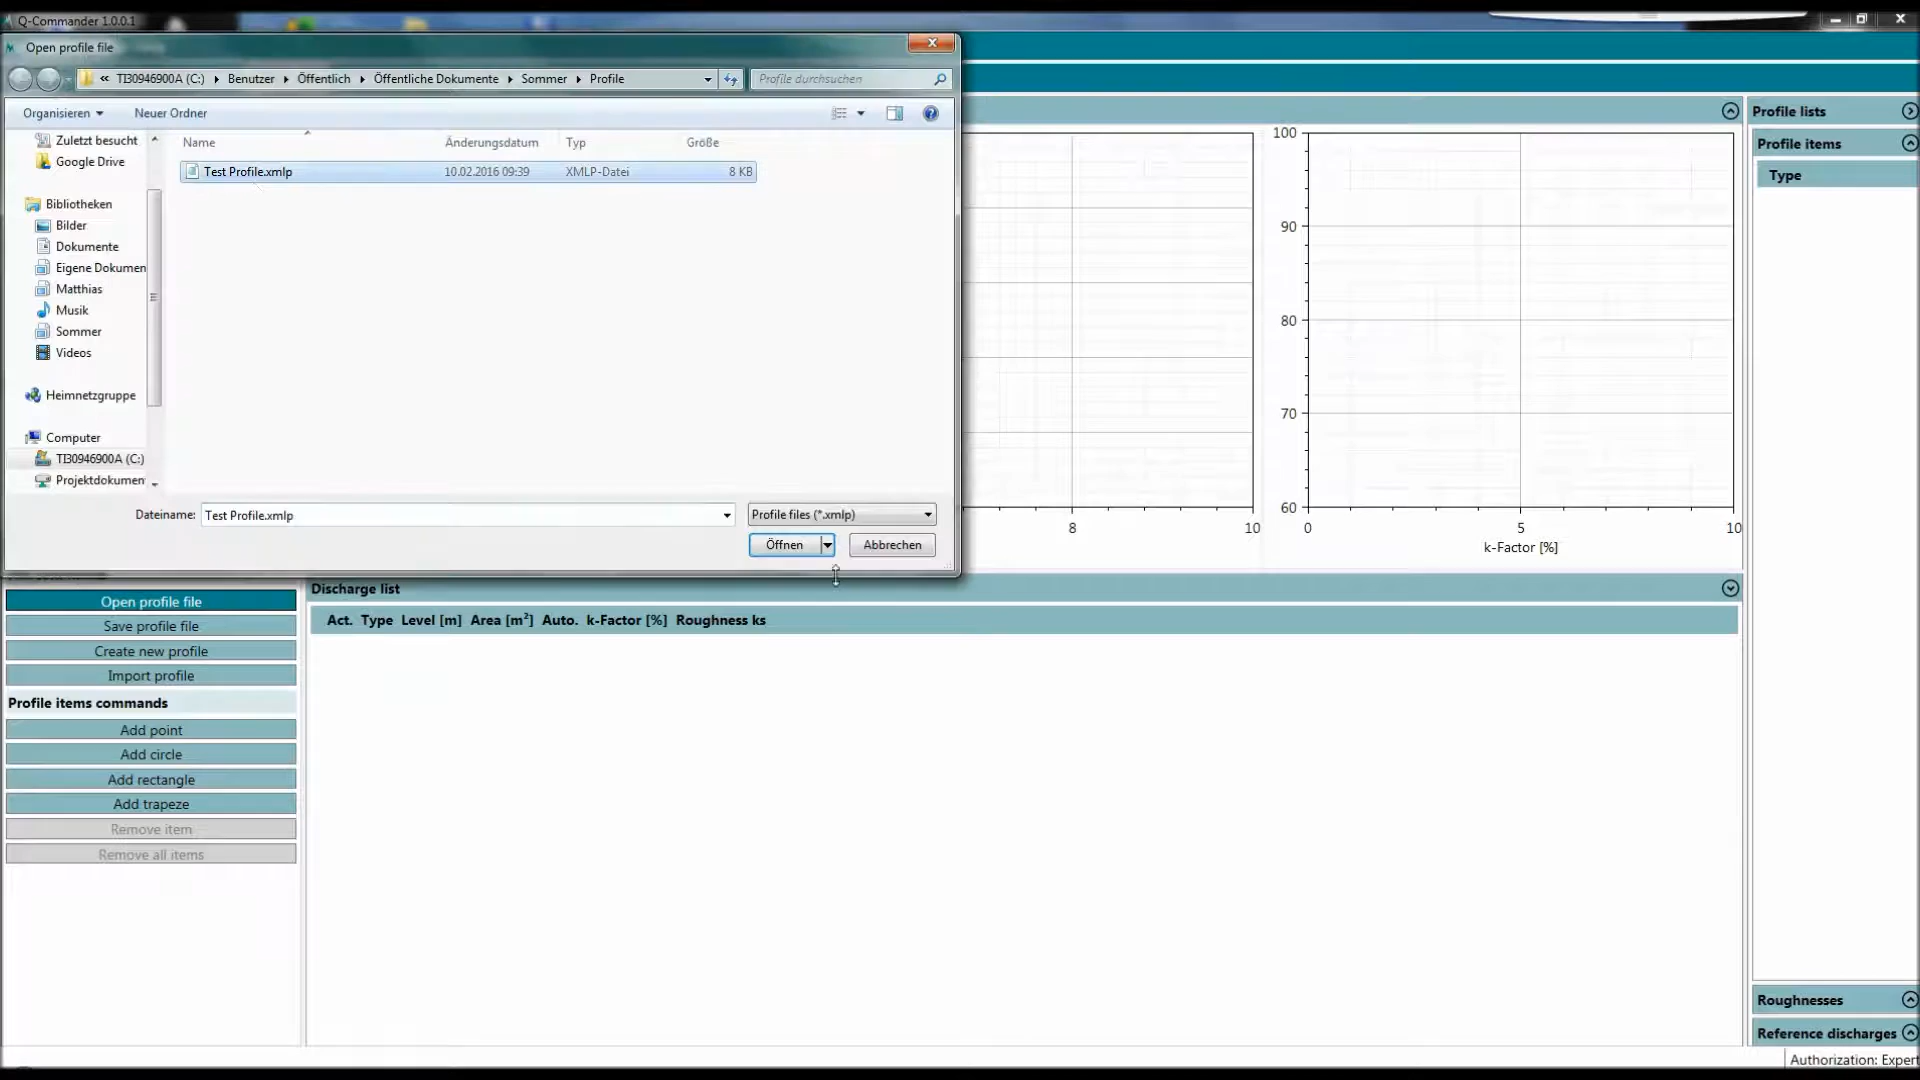 Q-Commander 1.0.0.1
Open profile file
« TI30946900A (C:) Benutzer Öffentlich Öffentliche Dokumente Sommer Profile
Profile durchsuchen
Organisieren Neuer Ordner
Name Änderungsdatum Typ Größe
Test Profile.xmlp 10.02.2016 09:39 XMLP-Datei 8 KB
Zuletzt besucht
Google Drive
Bibliotheken
Bilder
Dokumente
Eigene Dokumen
Matthias
Musik
Sommer
Videos
Heimnetzgruppe
Computer
TI30946900A (C:)
Projektdokumen
Dateiname: Test Profile.xmlp
Profile files (*.xmlp)
Öffnen Abbrechen
8 10
100
90
80
70
60
0 5 10
k-Factor [%]
Profile lists
Profile items
Type
Open profile file
Save profile file
Create new profile
Import profile
Profile items commands
Add point
Add circle
Add rectangle
Add trapeze
Remove item
Remove all items
Discharge list
Act. Type Level [m] Area [m²] Auto. k-Factor [%] Roughness ks
Roughnesses
Reference discharges
Authorization: Expert